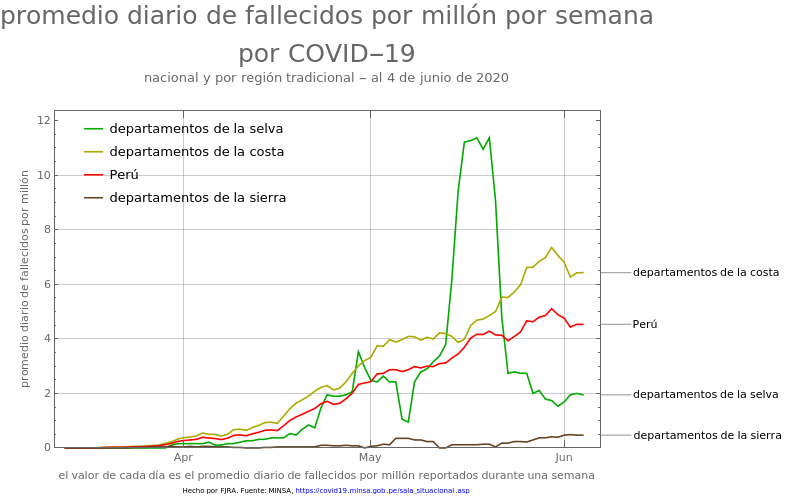 promedio diario de fallecidos por millón por semana
por COVID−19
nacional y por región tradicional − al 4 de junio de 2020
promedio diario de fallecidos por millón
12
10
8
6
4
2
0
departamentos de la selva
departamentos de la costa
Perú
departamentos de la sierra
departamentos de la costa
Perú
departamentos de la selva
departamentos de la sierra
Apr
May
Jun
el valor de cada día es el promedio diario de fallecidos por millón reportados durante una semana
Hecho por FJRA. Fuente: MINSA, https://covid19.minsa.gob.pe/sala_situacional.asp